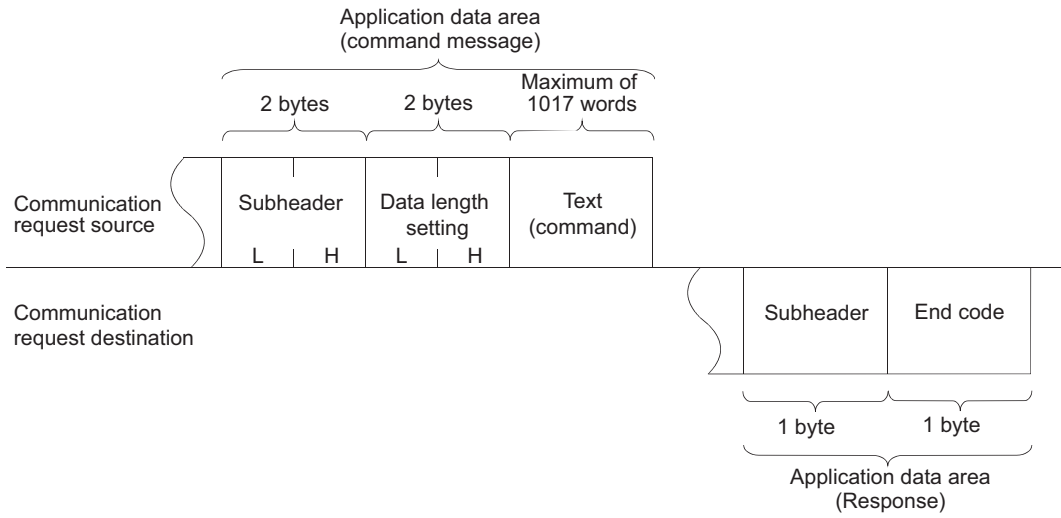 Application data area
(command message)
Maximum of
1017 words
2 bytes
2 bytes
Communication
request source
Subheader
L
H
Data length
setting
L
H
Text
(command)
Communication
request destination
Subheader
End code
1 byte
1 byte
Application data area
(Response)